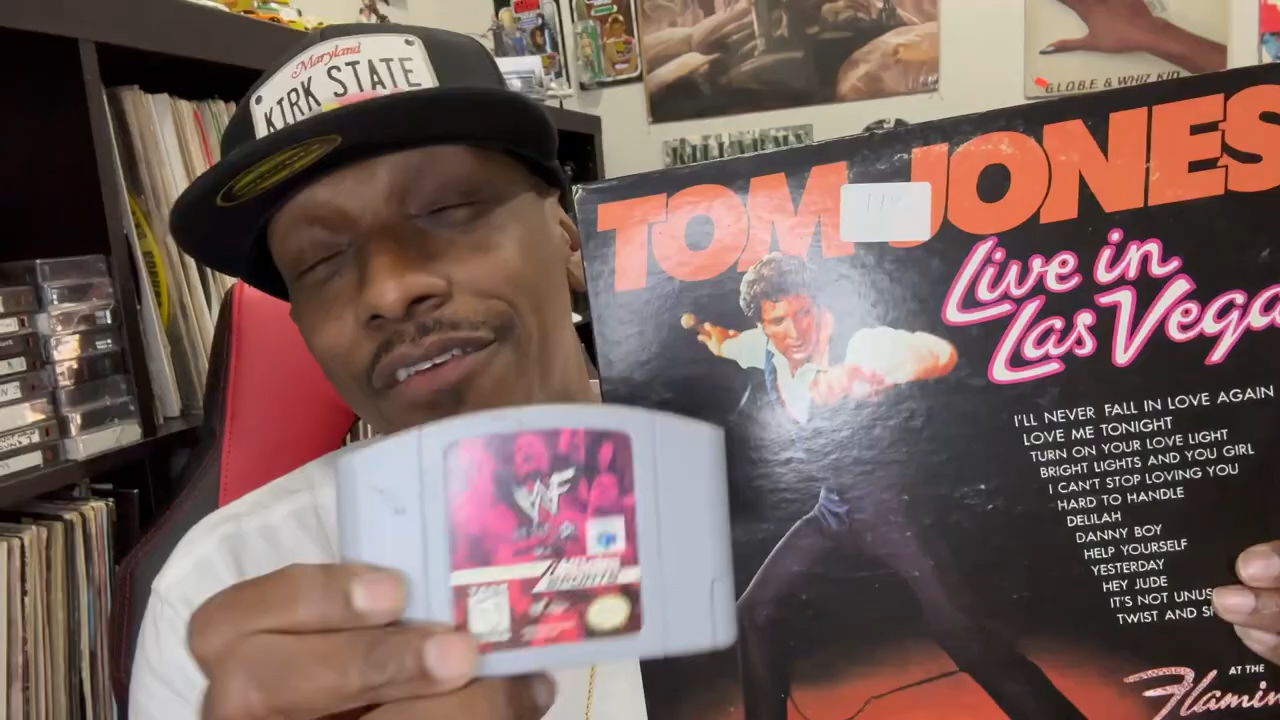 Maryland
KIRK STATE
G.L.O.B.E. & WHIZ KID
TOM JONES
Live in
Las Vega
I'LL NEVER FALL IN LOVE AGAIN
LOVE ME TONIGHT
TURN ON YOUR LOVE LIGHT
BRIGHT LIGHTS AND YOU GIRL
I CAN'T STOP LOVING YOU
HARD TO HANDLE
DELILAH
DANNY BOY
HELP YOURSELF
YESTERDAY
HEY JUDE
IT'S NOT UNUS
TWIST AND S
AT THE
Flamin
WF